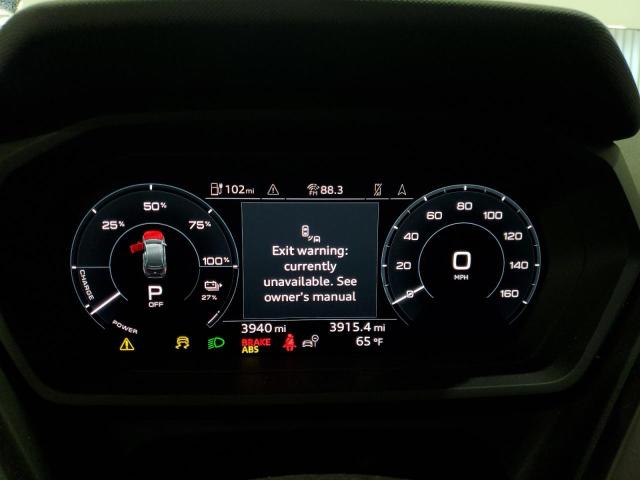 102mi
FM 88.3
50%
25%
75%
100%
CHARGE
POWER
P
OFF
27%
Exit warning:
currently
unavailable. See
owner's manual
0
20
40
60
80
100
120
140
160
0
MPH
3940 mi
3915.4 mi
BRAKE
ABS
65 °F